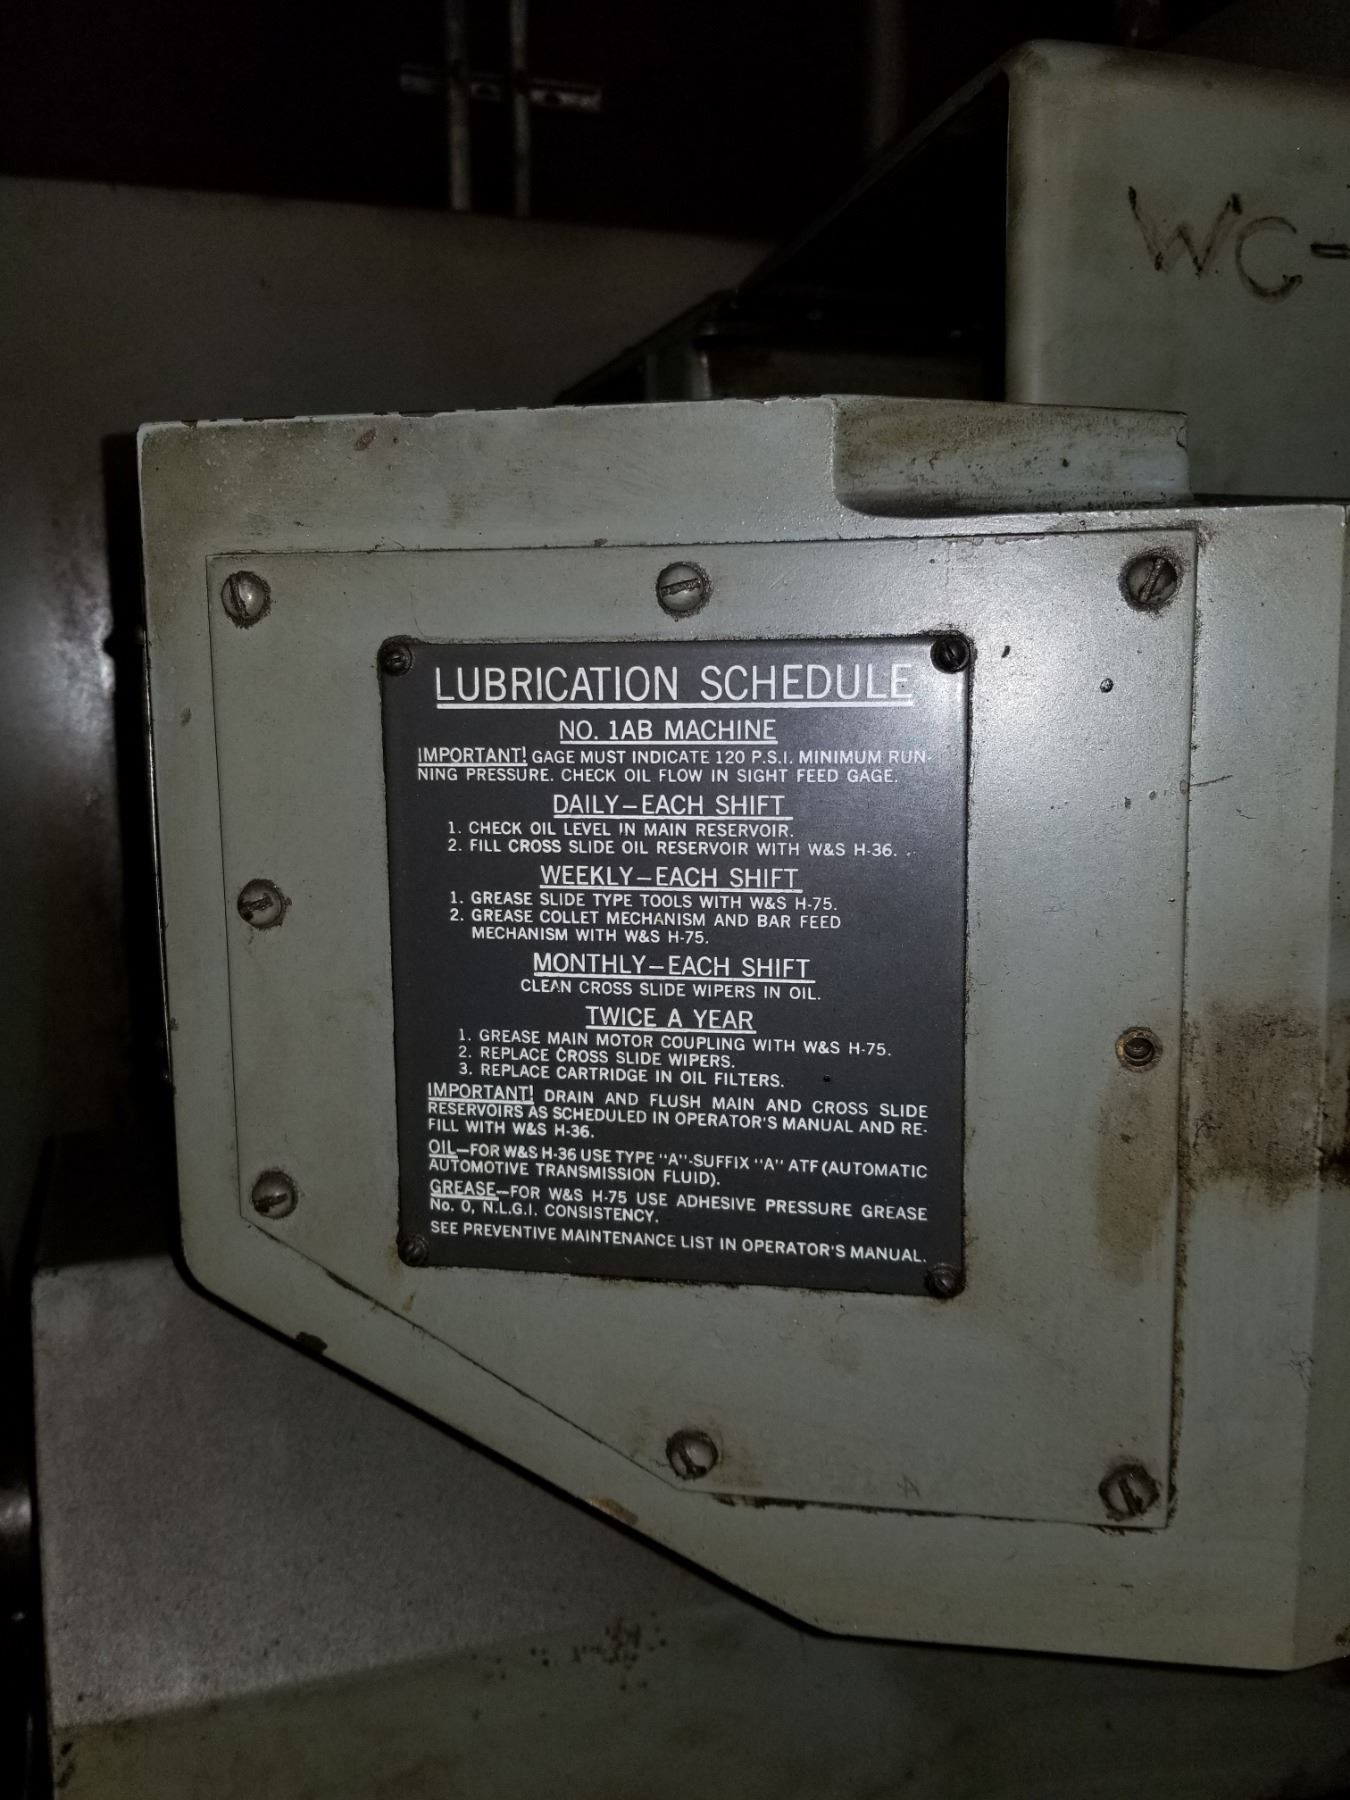 WC-
LUBRICATION SCHEDULE
NO. 1AB MACHINE
IMPORTANT! GAGE MUST INDICATE 120 P.S.I. MINIMUM RUN-
NING PRESSURE. CHECK OIL FLOW IN SIGHT FEED GAGE.
DAILY—EACH SHIFT
1. CHECK OIL LEVEL IN MAIN RESERVOIR.
2. FILL CROSS SLIDE OIL RESERVOIR WITH W&S H-36.
WEEKLY—EACH SHIFT
1. GREASE SLIDE TYPE TOOLS WITH W&S H-75.
2. GREASE COLLET MECHANISM AND BAR FEED
MECHANISM WITH W&S H-75.
MONTHLY—EACH SHIFT
CLEAN CROSS SLIDE WIPERS IN OIL.
TWICE A YEAR
1. GREASE MAIN MOTOR COUPLING WITH W&S H-75.
2. REPLACE CROSS SLIDE WIPERS.
3. REPLACE CARTRIDGE IN OIL FILTERS.
IMPORTANT! DRAIN AND FLUSH MAIN AND CROSS SLIDE
RESERVOIRS AS SCHEDULED IN OPERATOR'S MANUAL AND RE-
FILL WITH W&S H-36.
OIL—FOR W&S H-36 USE TYPE "A"-SUFFIX "A" ATF (AUTOMATIC
AUTOMOTIVE TRANSMISSION FLUID).
GREASE—FOR W&S H-75 USE ADHESIVE PRESSURE GREASE
No. 0, N.L.G.I. CONSISTENCY.
SEE PREVENTIVE MAINTENANCE LIST IN OPERATOR'S MANUAL.